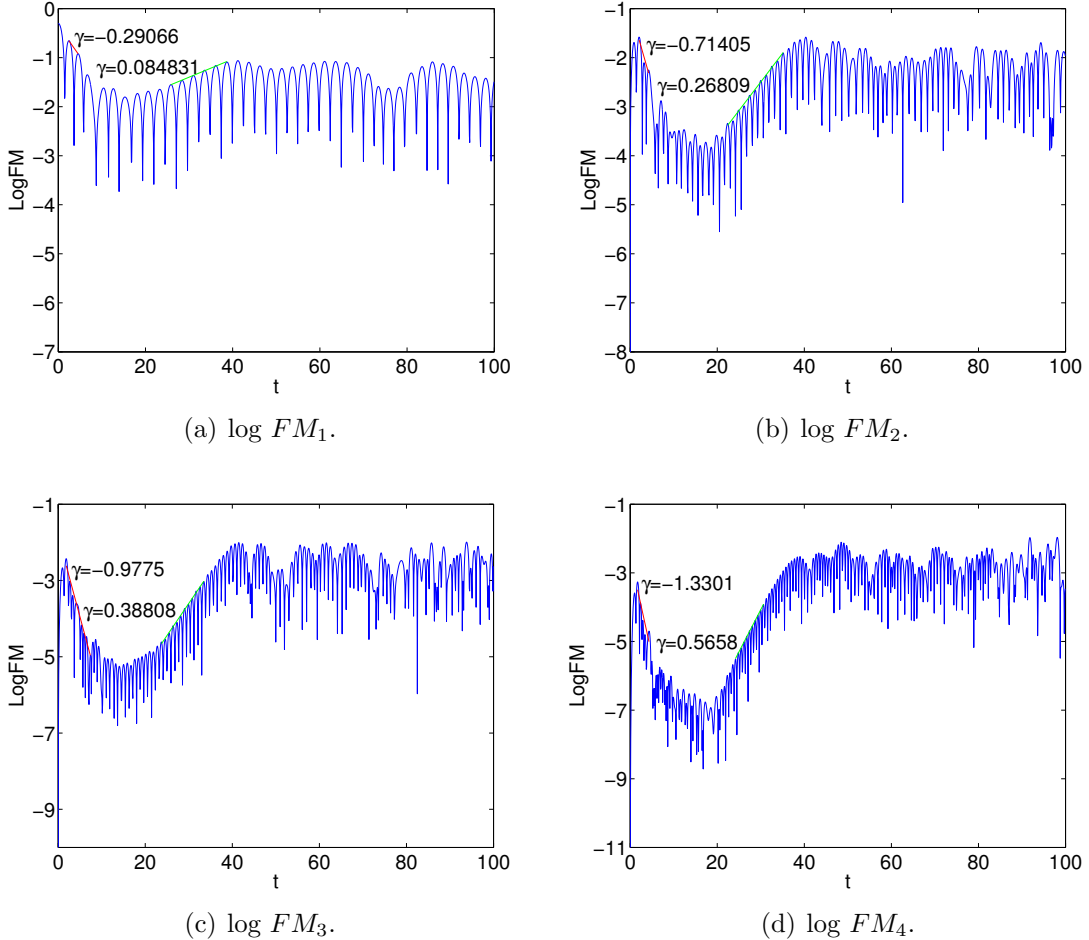 0
−1
−2
−3
−4
−5
−6
−7
LogFM
γ=−0.29066
γ=0.084831
0 20 40 60 80 100
t
(a) log FM₁.
−1
−2
−3
−4
−5
−6
−7
−8
LogFM
γ=−0.71405
γ=0.26809
0 20 40 60 80 100
t
(b) log FM₂.
−1
−3
−5
−7
−9
LogFM
γ=−0.9775
γ=0.38808
0 20 40 60 80 100
t
(c) log FM₃.
−1
−3
−5
−7
−9
−11
LogFM
γ=−1.3301
γ=0.5658
0 20 40 60 80 100
t
(d) log FM₄.